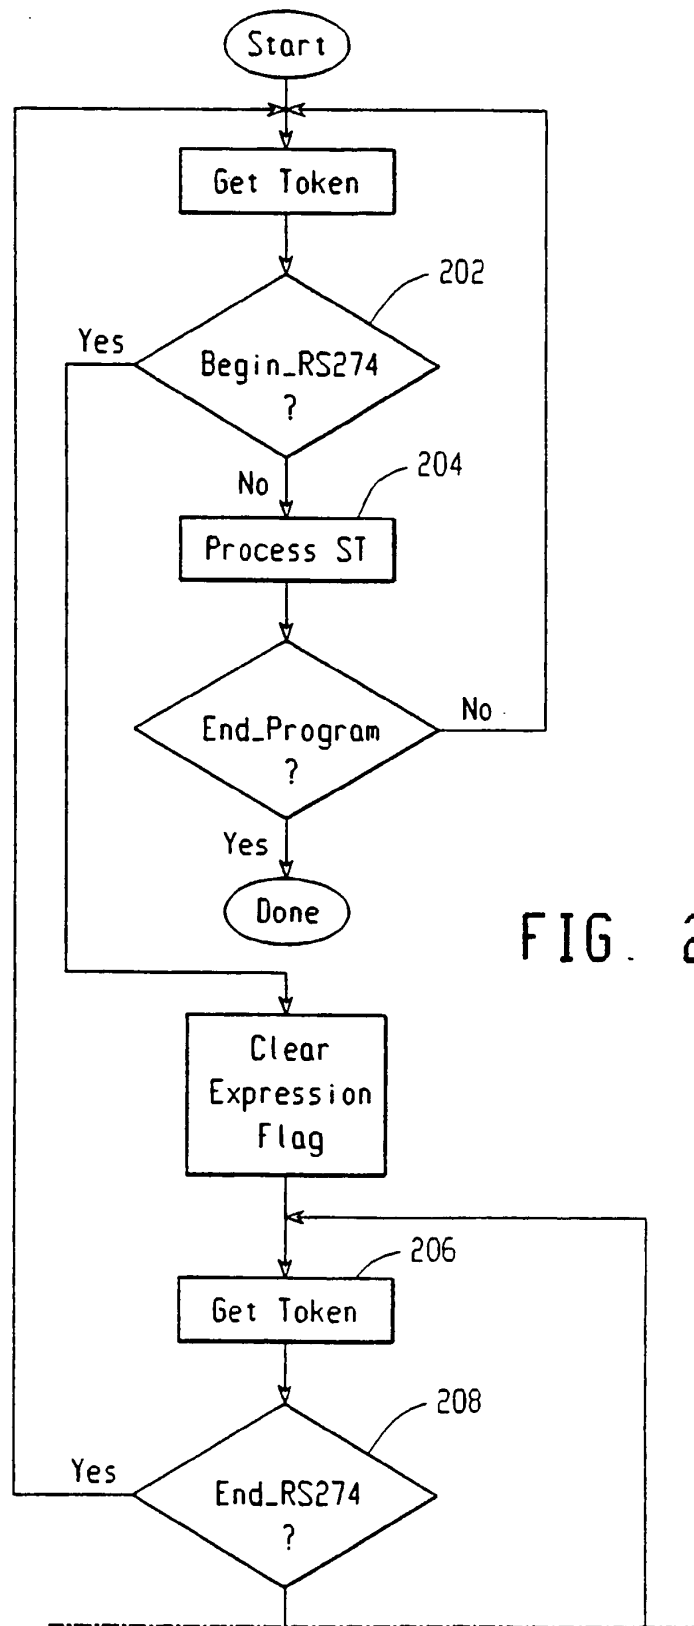 Start
Get Token
202
Yes
Begin_RS274
?
204
No
Process ST
End_Program
?
No
Yes
Done
FIG. 2
Clear
Expression
Flag
206
Get Token
208
Yes
End_RS274
?